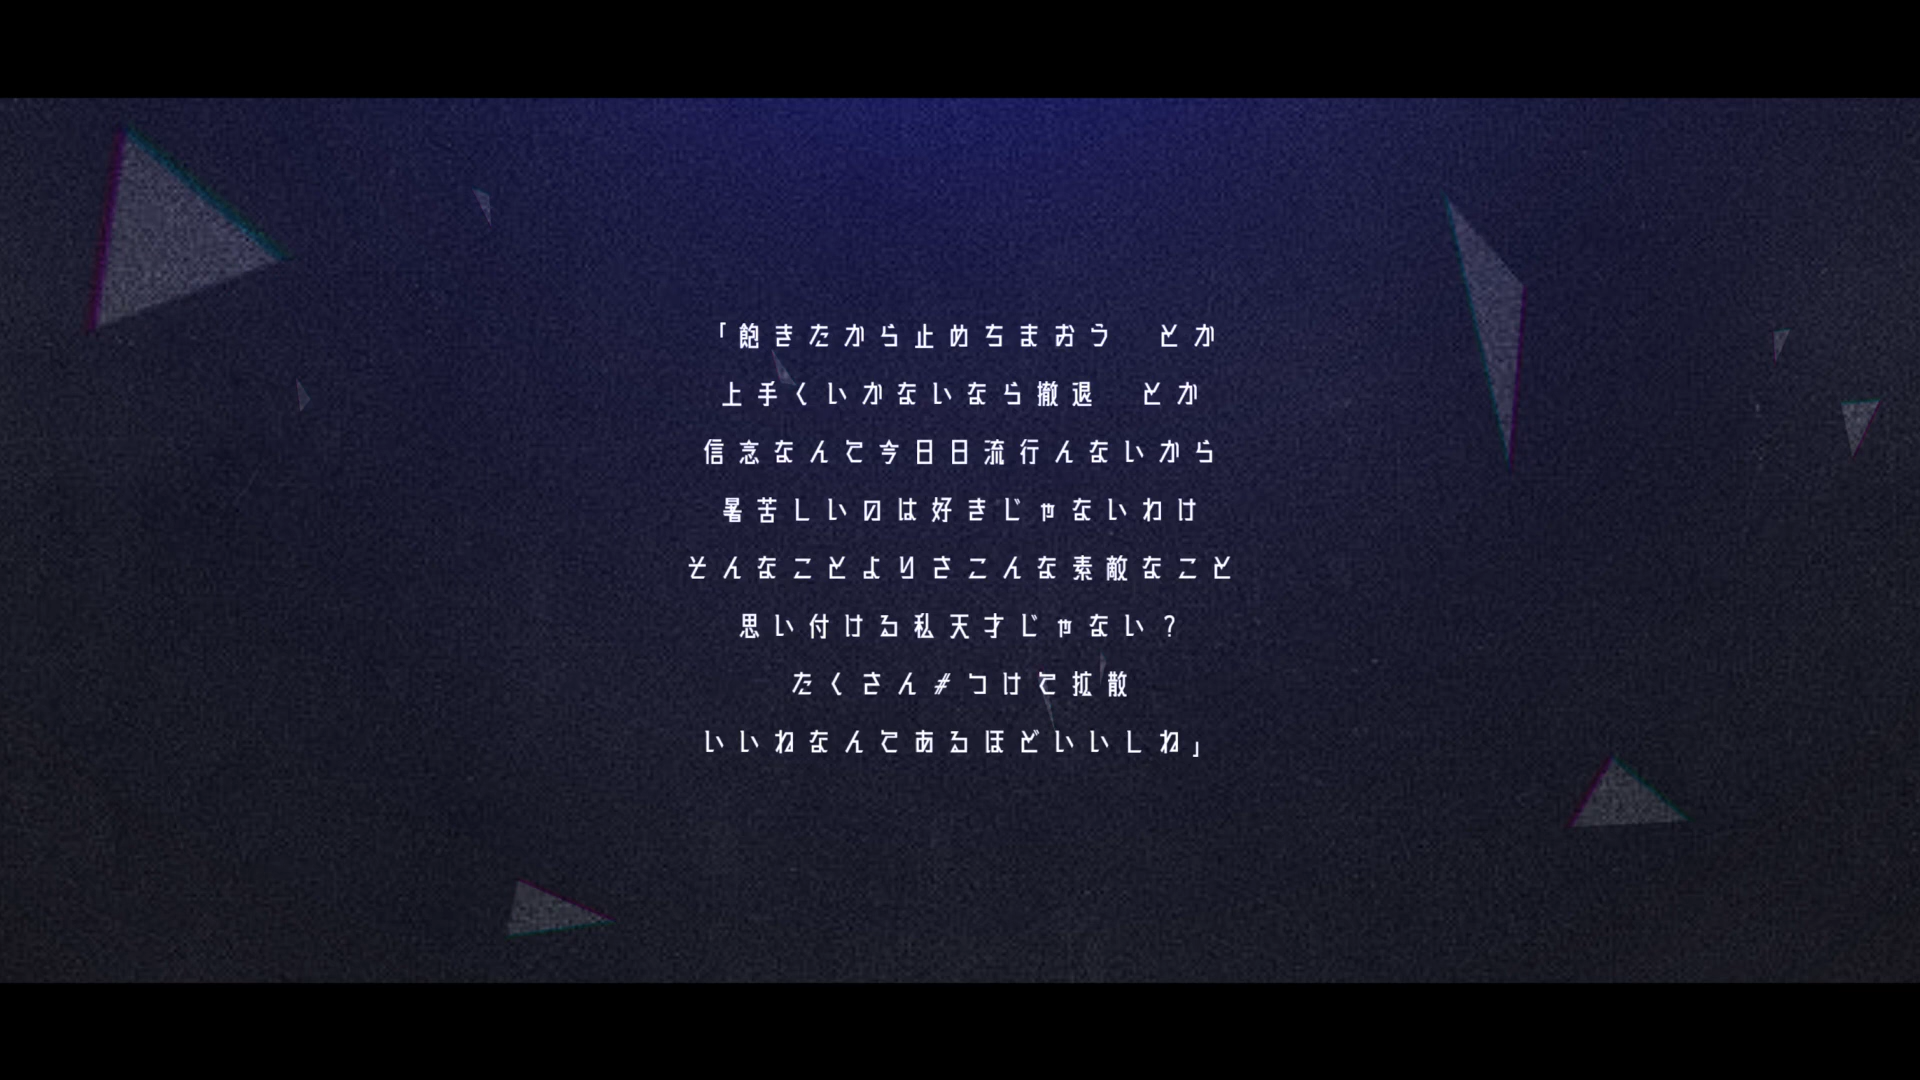 「飽きたから止めちまおう　とか
上手くいかないなら撤退　とか
信念なんて今日日流行んないから
暑苦しいのは好きじゃないわけ
そんなことよりさこんな素敵なこと
思い付ける私天才じゃない？
たくさん#つけて拡散
いいねなんてあるほどいいしね」